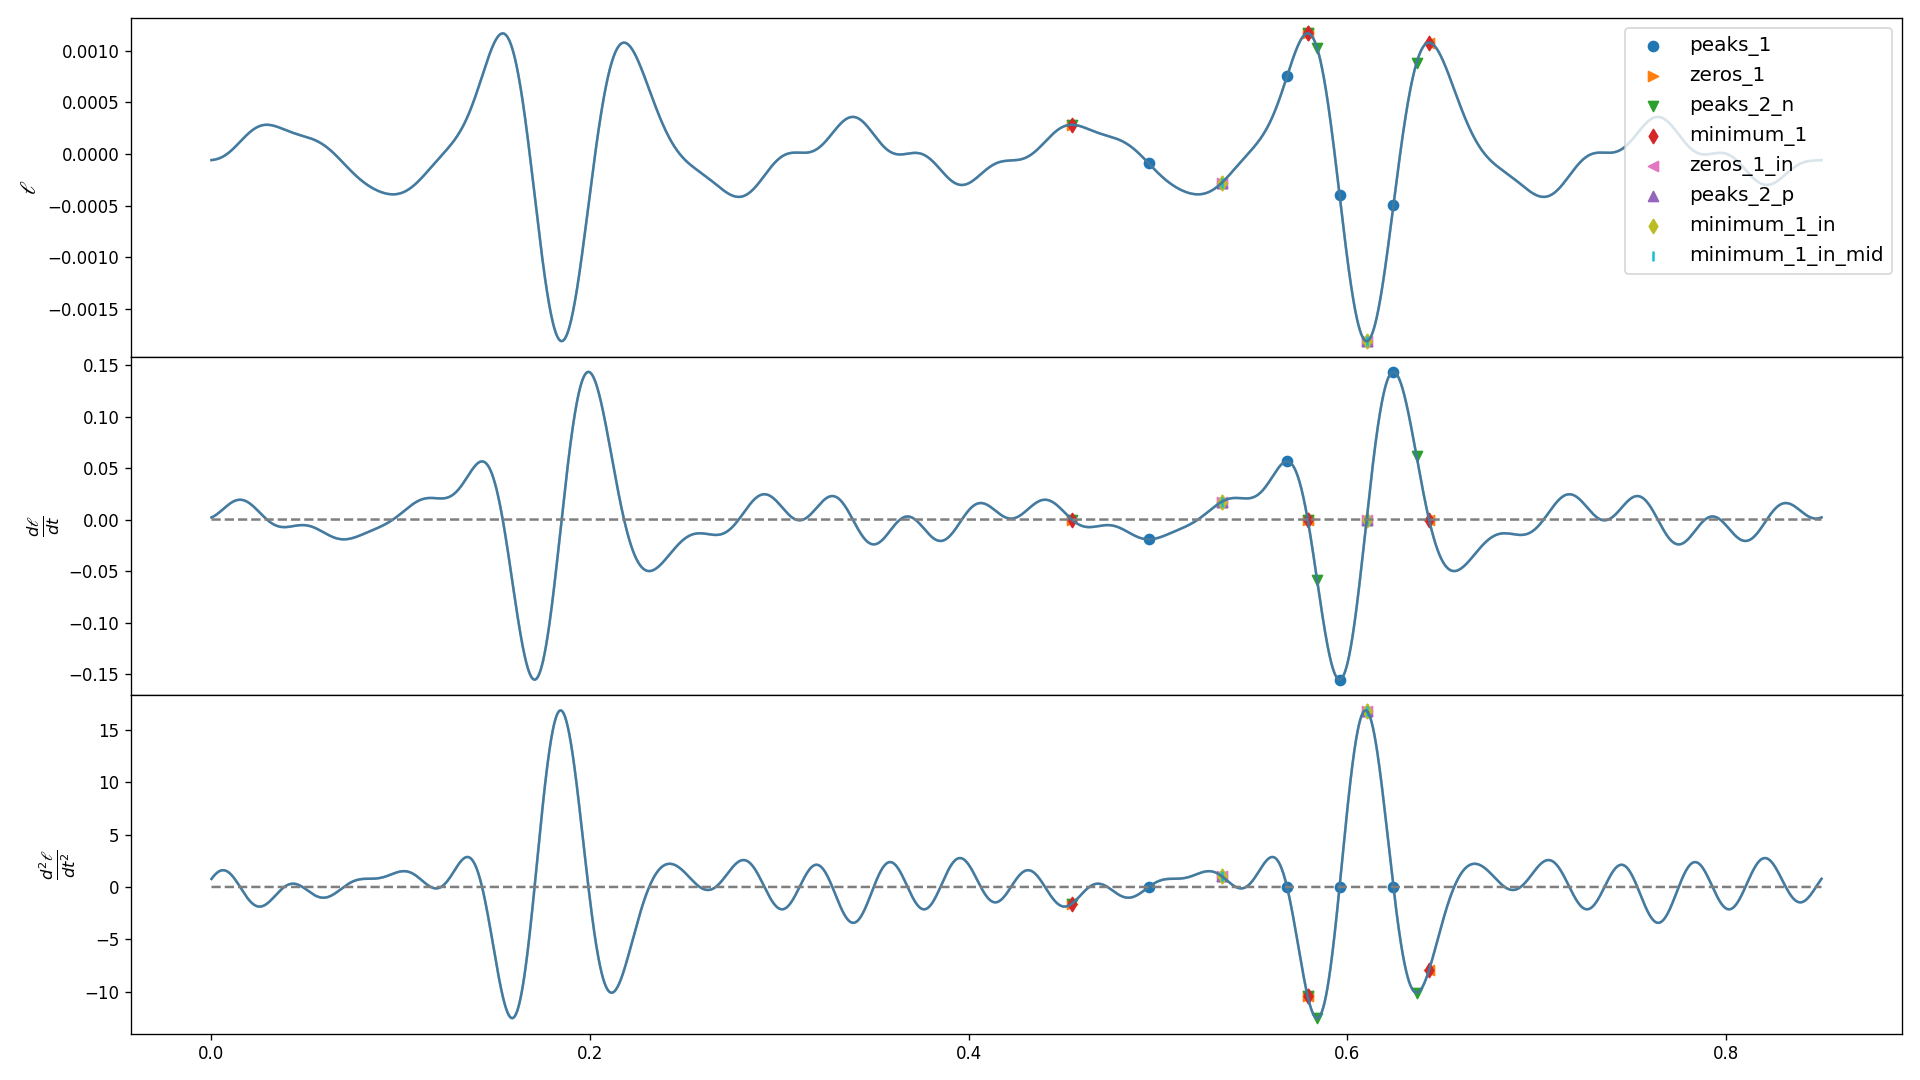 0.0010
0.0005
0.0000
−0.0005
−0.0010
−0.0015
ℓ
peaks_1
zeros_1
peaks_2_n
minimum_1
zeros_1_in
peaks_2_p
minimum_1_in
minimum_1_in_mid
0.15
0.10
0.05
0.00
−0.05
−0.10
−0.15
dℓ
dt
15
10
5
0
−5
−10
d²ℓ
dt²
0.0 0.2 0.4 0.6 0.8